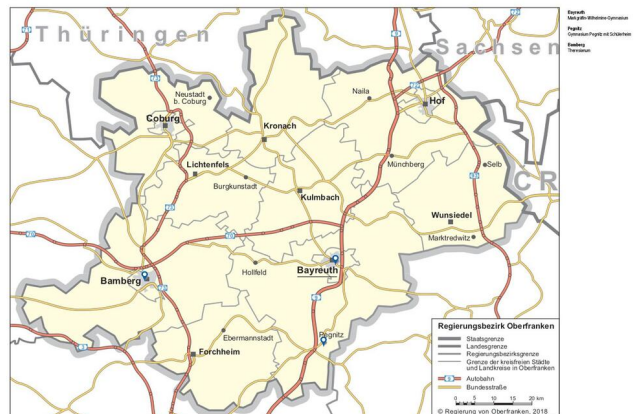 Thüringen
Sachsen
CR
Neustadt
b. Coburg
Coburg
Kronach
Naila
Hof
Lichtenfels
Burgkunstadt
Münchberg
Selb
Kulmbach
Wunsiedel
Marktredwitz
Bamberg
Hollfeld
Bayreuth
Ebermannstadt
Pegnitz
Forchheim
Regierungsbezirk Oberfranken
Staatsgrenze
Landesgrenze
Regierungsbezirksgrenze
Grenze der kreisfreien Städte
und Landkreise in Oberfranken
Autobahn
Bundesstraße
0 5 10 15 20 km
© Regierung von Oberfranken, 2018
Bayreuth
Markgräfin-Wilhelmine-Gymnasium
Pegnitz
Gymnasium Pegnitz mit Schülerheim
Bamberg
Theresianum